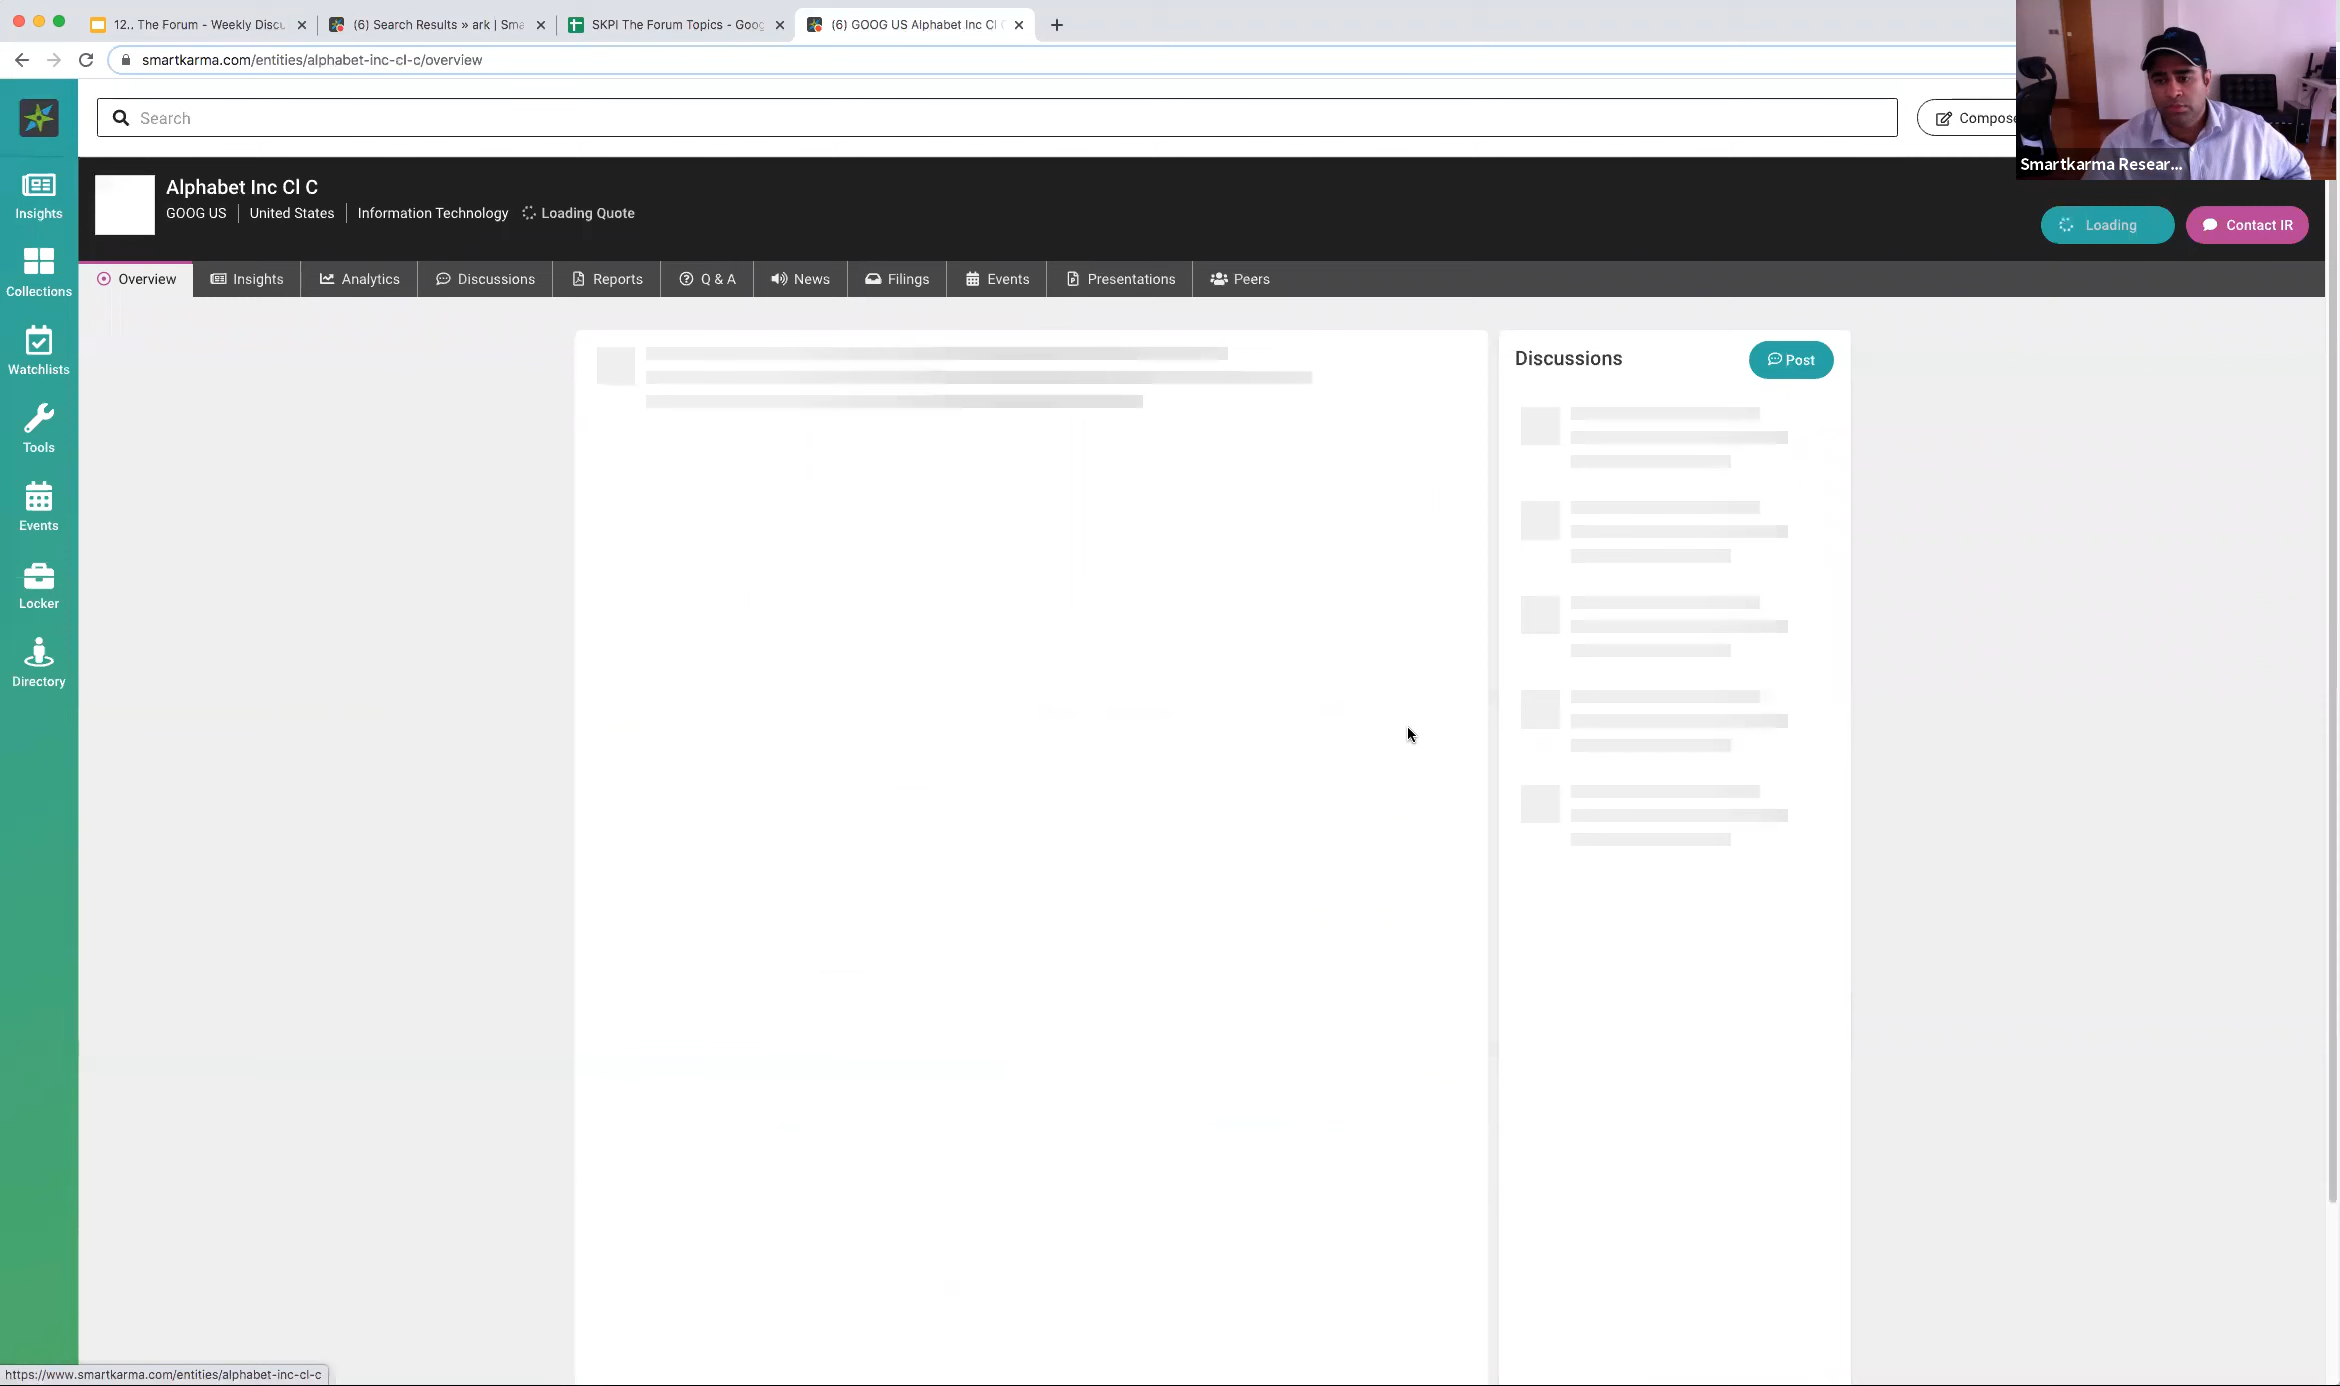 12.. The Forum - Weekly Discu
(6) Search Results » ark | Sma
SKPI The Forum Topics - Goog
(6) GOOG US Alphabet Inc Cl C
smartkarma.com/entities/alphabet-inc-cl-c/overview
Search
Compose
Smartkarma Resear...
Insights
Collections
Watchlists
Tools
Events
Locker
Directory
Alphabet Inc Cl C
GOOG US
United States
Information Technology
Loading Quote
Loading
Contact IR
Overview
Insights
Analytics
Discussions
Reports
Q & A
News
Filings
Events
Presentations
Peers
Discussions
Post
https://www.smartkarma.com/entities/alphabet-inc-cl-c